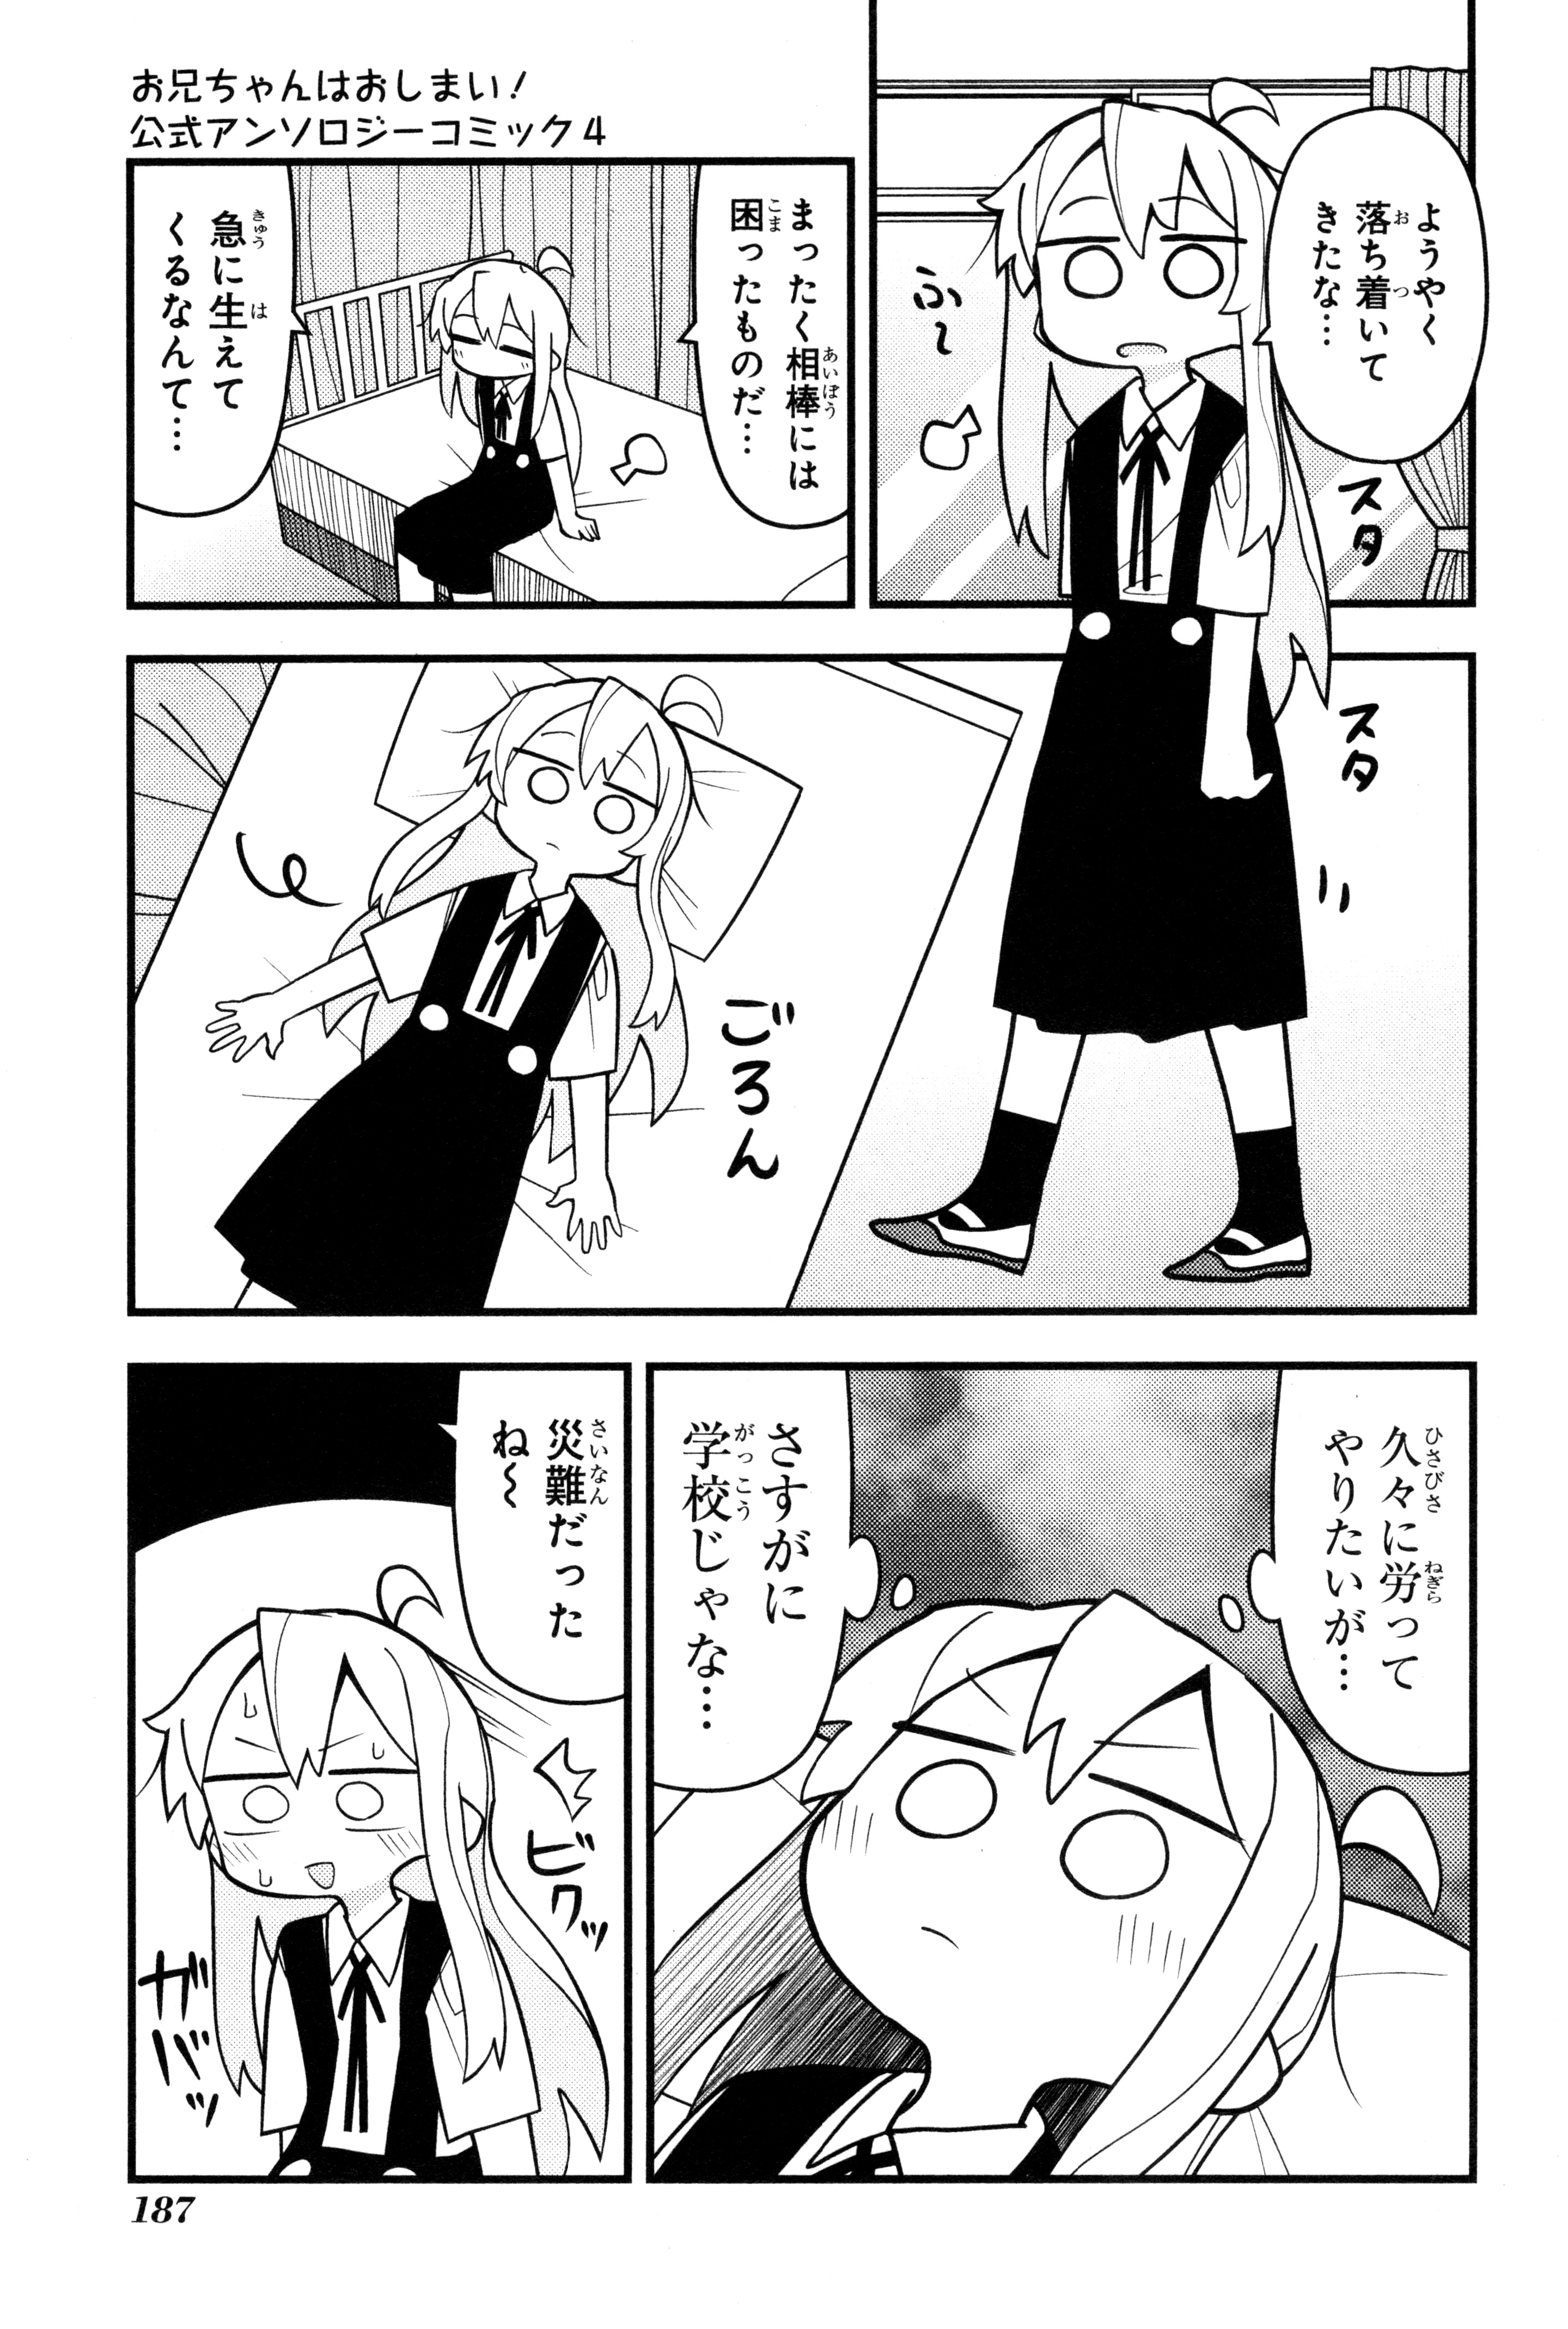 お兄ちゃんはおしまい！
公式アンソロジーコミック4
ようやく
落ち着いて
きたな…
ふ〜
スタ
スタ
まったく相棒には
困ったものだ…
急に生えて
くるなんて…
ごろん
久々に労って
やりたいが…
さすがに
学校じゃな…
災難だった
ね〜
ビクッ
ガバッ
187